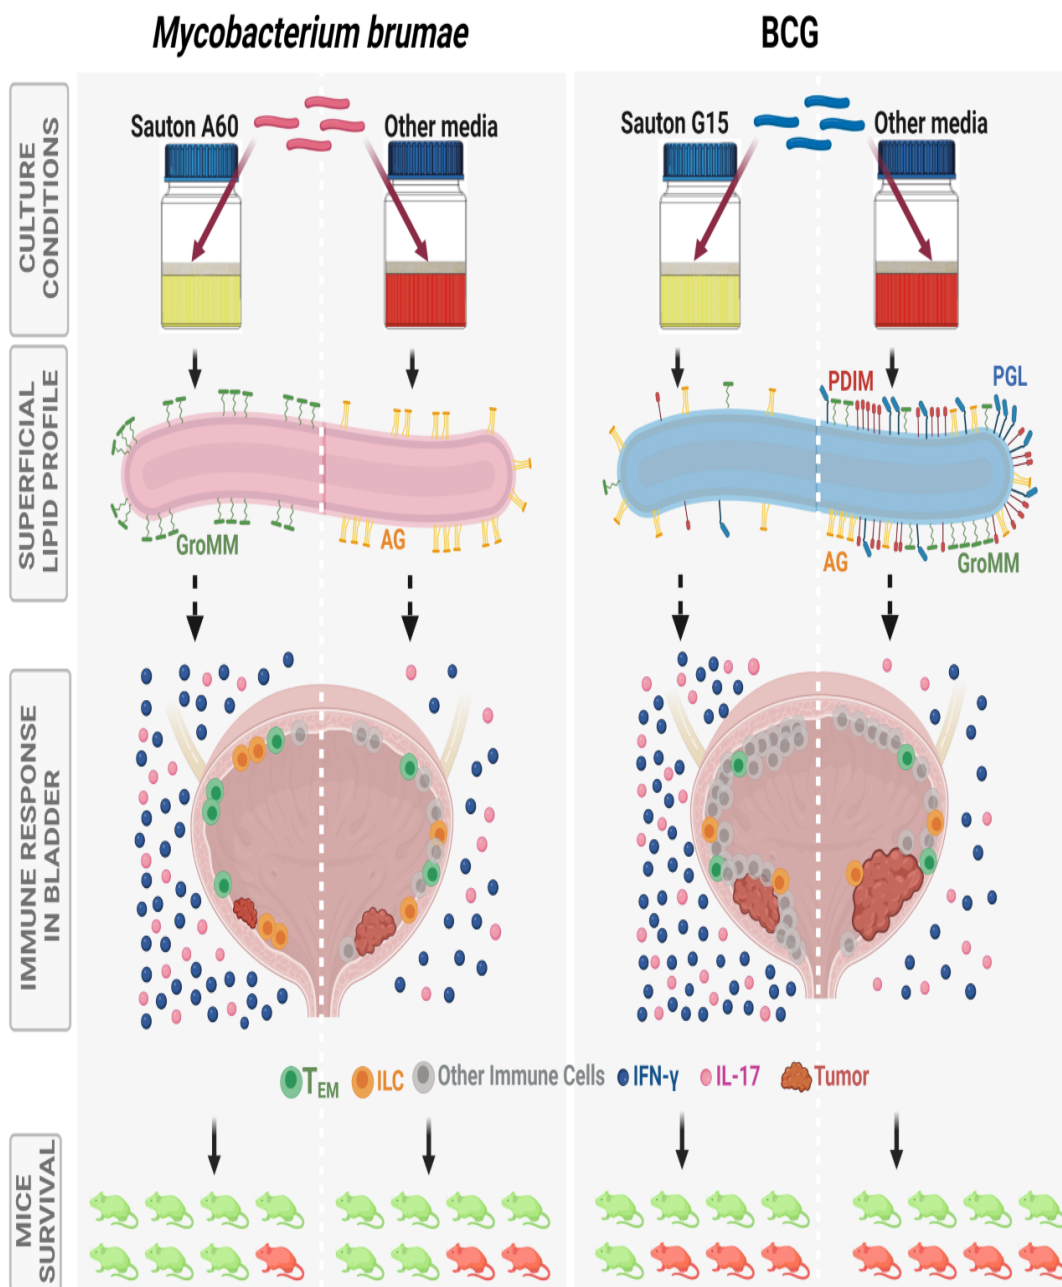 Mycobacterium brumae
BCG
CULTURE
CONDITIONS
Sauton A60
Other media
Sauton G15
Other media
SUPERFICIAL
LIPID PROFILE
GroMM
AG
PDIM
PGL
AG
GroMM
IMMUNE RESPONSE
IN BLADDER
TEM
ILC
Other Immune Cells
IFN-γ
IL-17
Tumor
MICE
SURVIVAL